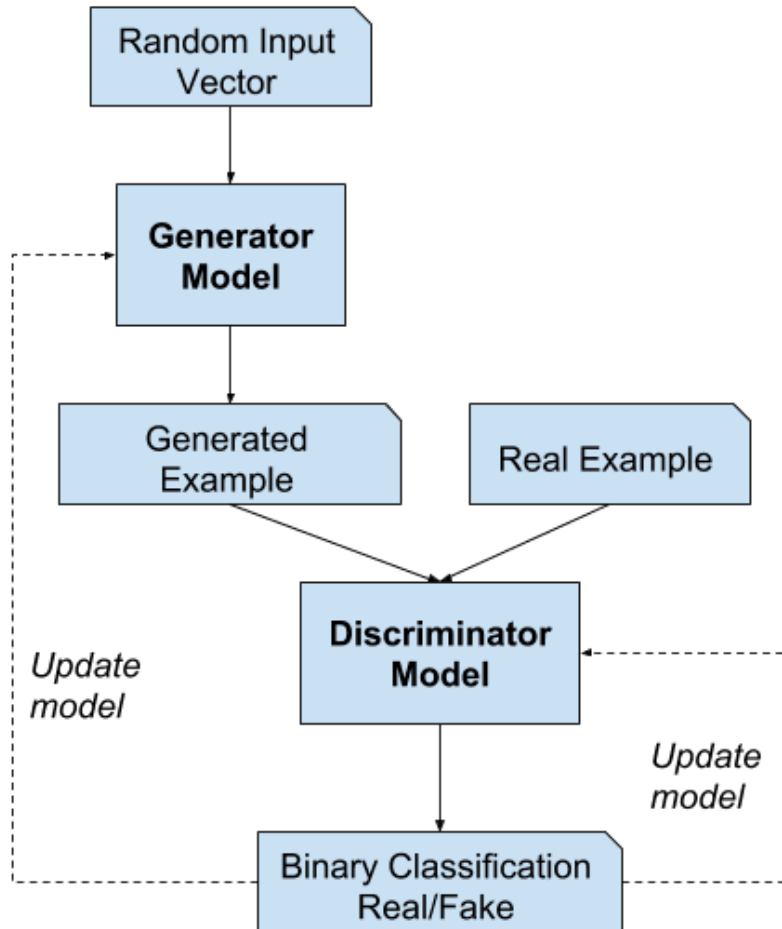 Random Input
Vector
Generator
Model
Generated
Example
Real Example
Discriminator
Model
Update
model
Update
model
Binary Classification
Real/Fake